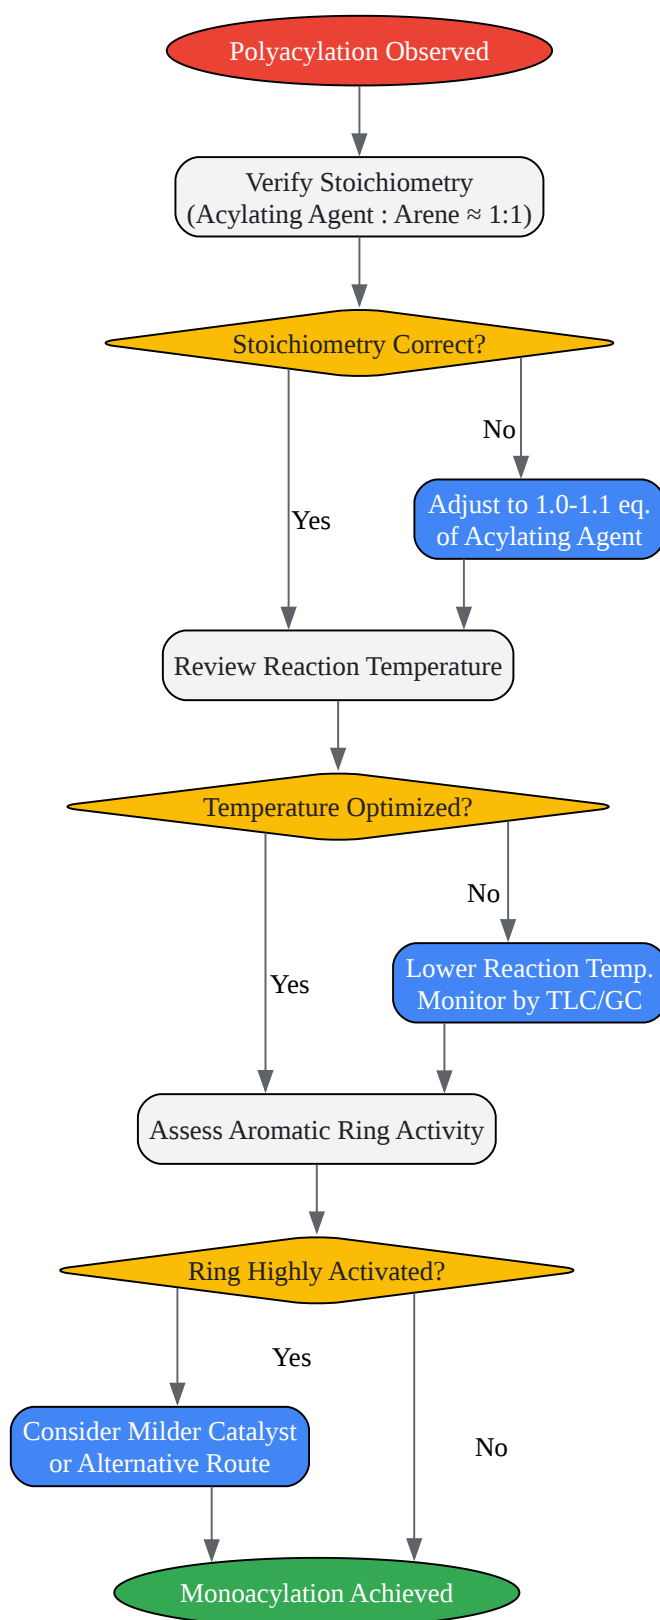 Polyacylation Observed
Verify Stoichiometry
(Acylating Agent : Arene ≈ 1:1)
Stoichiometry Correct?
No
Adjust to 1.0-1.1 eq.
of Acylating Agent
Yes
Review Reaction Temperature
Temperature Optimized?
No
Lower Reaction Temp.
Monitor by TLC/GC
Yes
Assess Aromatic Ring Activity
Ring Highly Activated?
Yes
Consider Milder Catalyst
or Alternative Route
No
Monoacylation Achieved